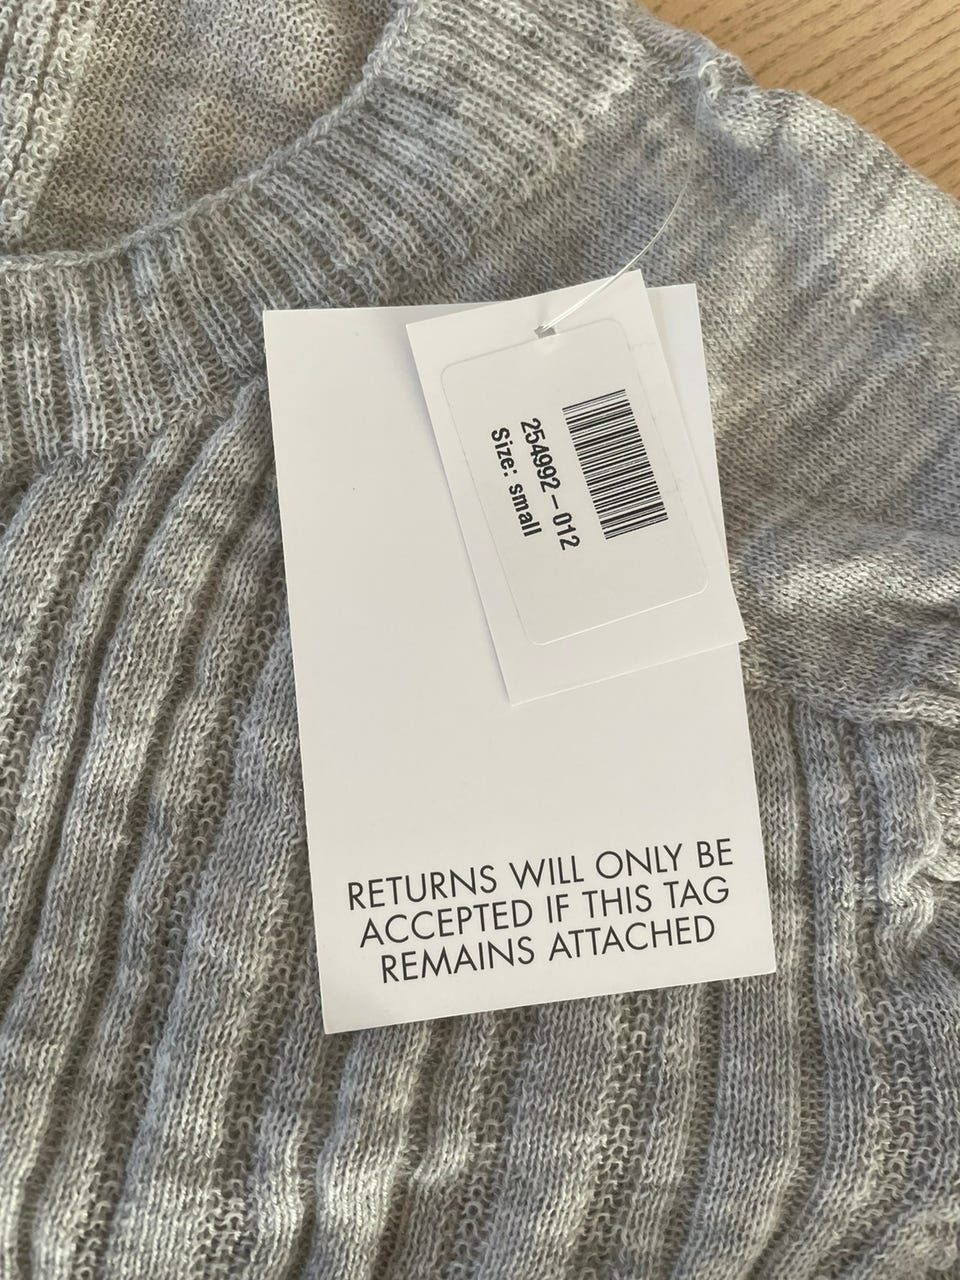 254992 – 012
Size: small
RETURNS WILL ONLY BE
ACCEPTED IF THIS TAG
REMAINS ATTACHED